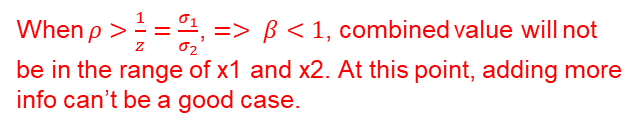 When ρ > 1/z = σ₁/σ₂, => β < 1, combined value will not
be in the range of x1 and x2. At this point, adding more
info can’t be a good case.